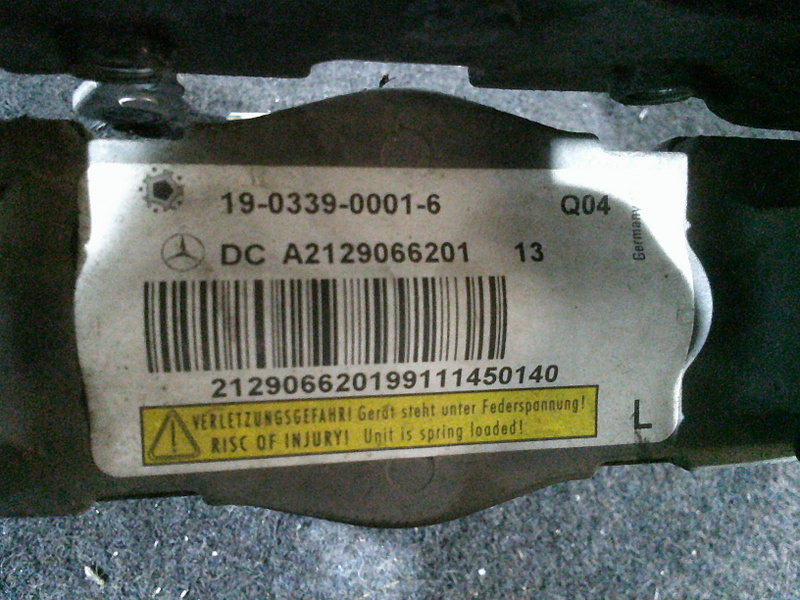 19-0339-0001-6 Q04
Germany
DC A2129066201 13
212906620199111450140
VERLETZUNGSGEFAHR! Gerät steht unter Federspannung!
RISC OF INJURY! Unit is spring loaded!
L